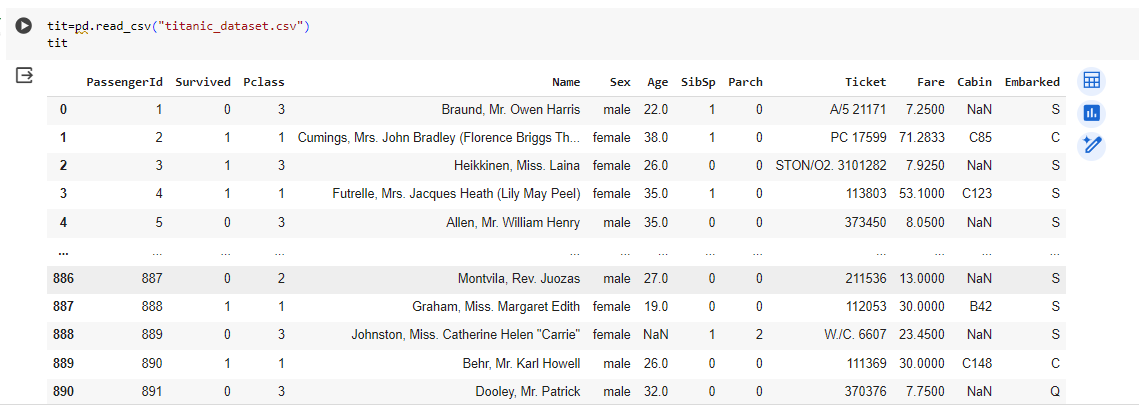 tit=pd.read_csv("titanic_dataset.csv")
tit
PassengerId Survived Pclass Name Sex Age SibSp Parch Ticket Fare Cabin Embarked
0 1 0 3 Braund, Mr. Owen Harris male 22.0 1 0 A/5 21171 7.2500 NaN S
1 2 1 1 Cumings, Mrs. John Bradley (Florence Briggs Th... female 38.0 1 0 PC 17599 71.2833 C85 C
2 3 1 3 Heikkinen, Miss. Laina female 26.0 0 0 STON/O2. 3101282 7.9250 NaN S
3 4 1 1 Futrelle, Mrs. Jacques Heath (Lily May Peel) female 35.0 1 0 113803 53.1000 C123 S
4 5 0 3 Allen, Mr. William Henry male 35.0 0 0 373450 8.0500 NaN S
... ... ... ... ... ... ... ... ... ... ... ... ...
886 887 0 2 Montvila, Rev. Juozas male 27.0 0 0 211536 13.0000 NaN S
887 888 1 1 Graham, Miss. Margaret Edith female 19.0 0 0 112053 30.0000 B42 S
888 889 0 3 Johnston, Miss. Catherine Helen "Carrie" female NaN 1 2 W./C. 6607 23.4500 NaN S
889 890 1 1 Behr, Mr. Karl Howell male 26.0 0 0 111369 30.0000 C148 C
890 891 0 3 Dooley, Mr. Patrick male 32.0 0 0 370376 7.7500 NaN Q